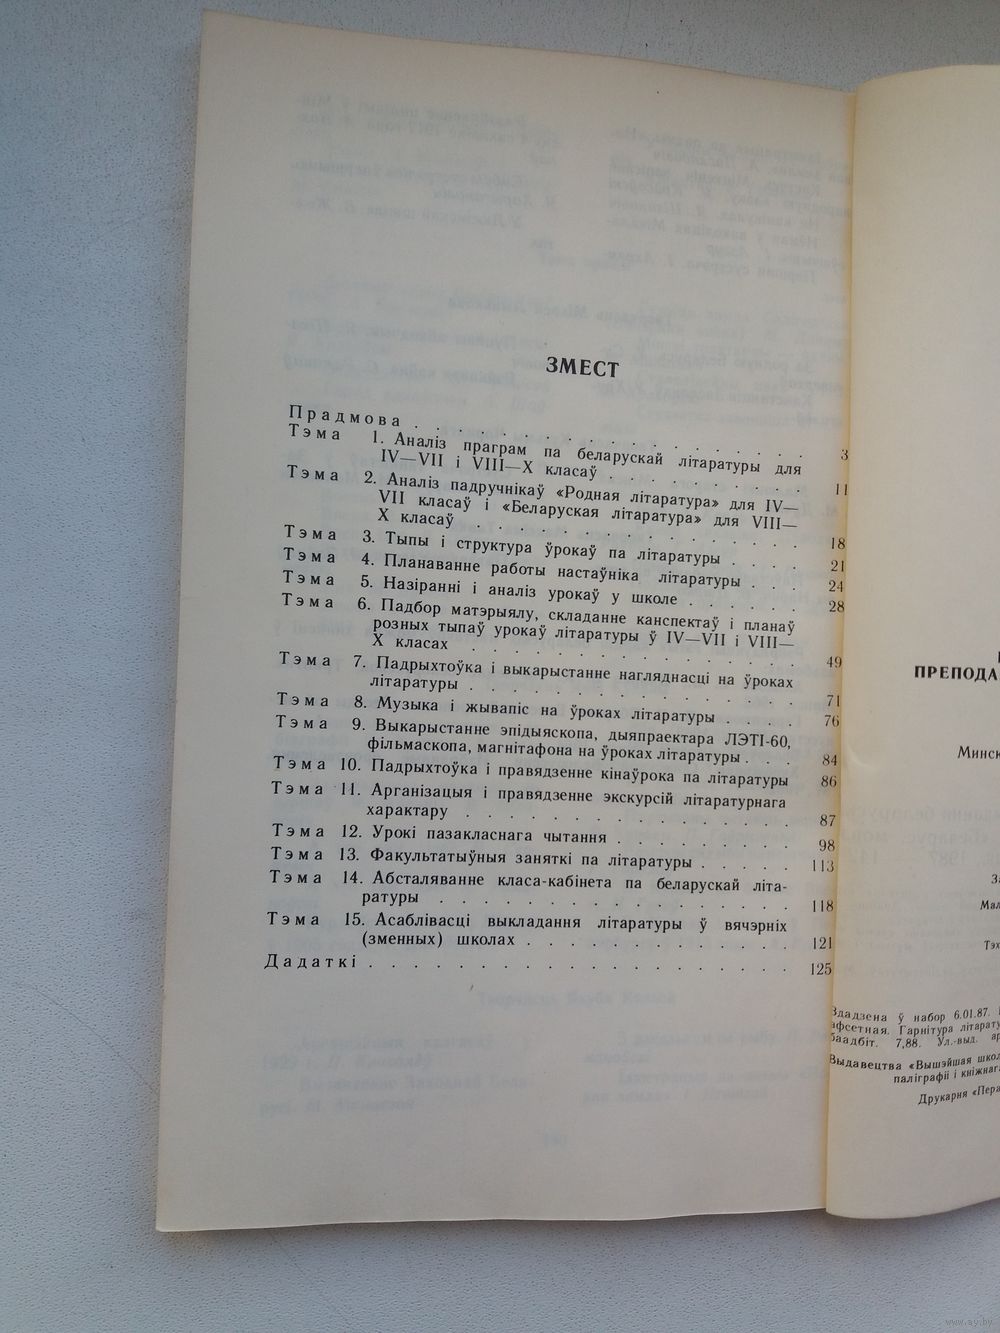 ЗМЕСТ
Прадмова . . . . . . . . . . . . . . . . 3
Тэма 1. Аналіз праграм па беларускай літаратуры для
IV—VII і VIII—X класаў . . . . . . . . . 11
Тэма 2. Аналіз падручнікаў «Родная літаратура» для IV—
VII класаў і «Беларуская літаратура» для VIII—
X класаў . . . . . . . . . . . . . 18
Тэма 3. Тыпы і структура ўрокаў па літаратуры . . . . 21
Тэма 4. Планаванне работы настаўніка літаратуры . . . 24
Тэма 5. Назіранні і аналіз урокаў у школе . . . . . . 28
Тэма 6. Падбор матэрыялу, складанне канспектаў і планаў
розных тыпаў урокаў літаратуры ў IV—VII і VIII—
X класах . . . . . . . . . . . . . 49
Тэма 7. Падрыхтоўка і выкарыстанне нагляднасці на ўроках
літаратуры . . . . . . . . . . . . . 71
Тэма 8. Музыка і жывапіс на ўроках літаратуры . . . . 76
Тэма 9. Выкарыстанне эпідыяскопа, дыяпраектара ЛЭТІ-60,
фільмаскопа, магнітафона на ўроках літаратуры . . . 84
Тэма 10. Падрыхтоўка і правядзенне кінаўрока па літаратуры 86
Тэма 11. Арганізацыя і правядзенне экскурсій літаратурнага
характару . . . . . . . . . . . . . 87
Тэма 12. Урокі пазакласнага чытання . . . . . . . . 98
Тэма 13. Факультатыўныя заняткі па літаратуры . . . . . 113
Тэма 14. Абсталяванне класа-кабінета па беларускай літа-
ратуры . . . . . . . . . . . . . . 118
Тэма 15. Асаблівасці выкладання літаратуры ў вячэрніх
(зменных) школах . . . . . . . . . . . 121
Дадаткі . . . . . . . . . . . . . . . . . 125
ПРЕПОДА
Минск
Здадзена ў набор 6.01.87.
афсетная. Гарнітура літарату
баадбіт. 7,88. Ул.-выд. ар
Выдавецтва «Вышэйшая школ
паліграфіі і кніжнаг
Друкарня «Пера
www.ay.by